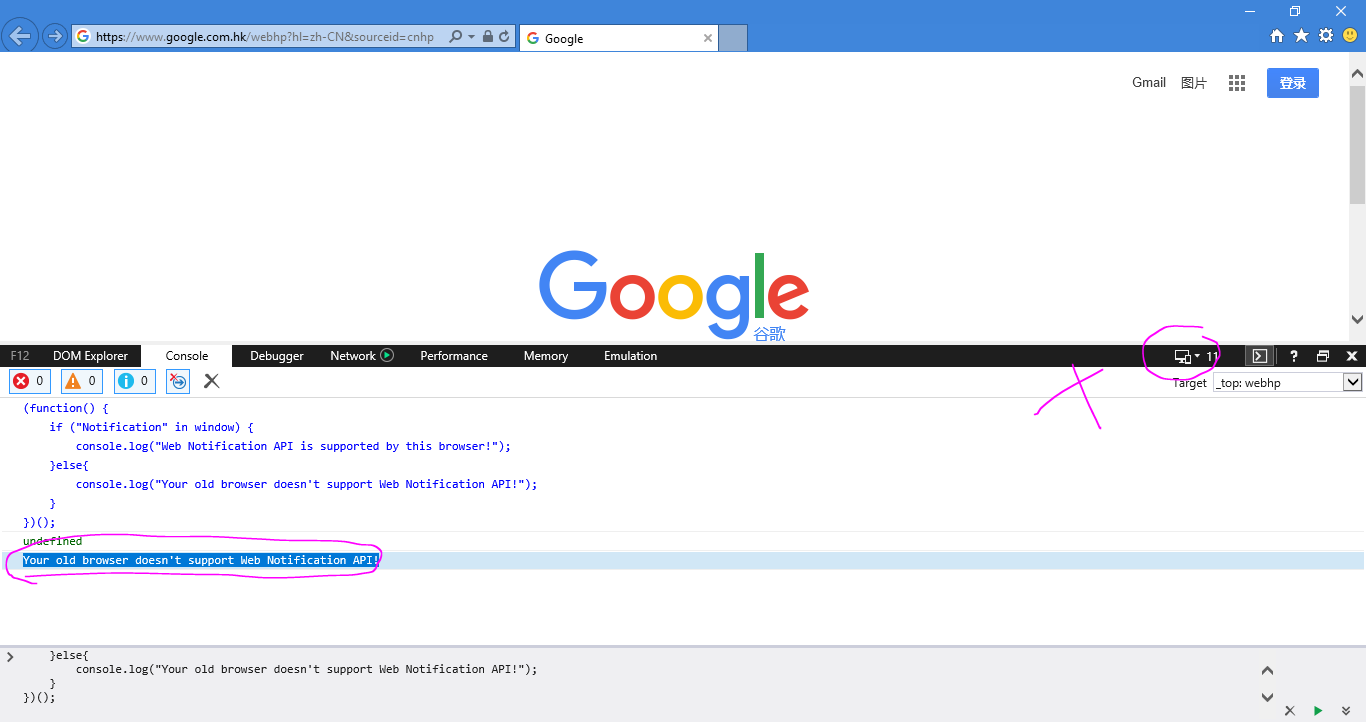 https://www.google.com.hk/webhp?hl=zh-CN&sourceid=cnhp
Google
Gmail 图片 登录
Google
谷歌
F12 DOM Explorer Console Debugger Network Performance Memory Emulation 11 ?
0 0 0 Target _top: webhp
(function() {
    if ("Notification" in window) {
        console.log("Web Notification API is supported by this browser!");
    }else{
        console.log("Your old browser doesn't support Web Notification API!");
    }
})();
undefined
Your old browser doesn't support Web Notification API!
    }else{
        console.log("Your old browser doesn't support Web Notification API!");
    }
})();